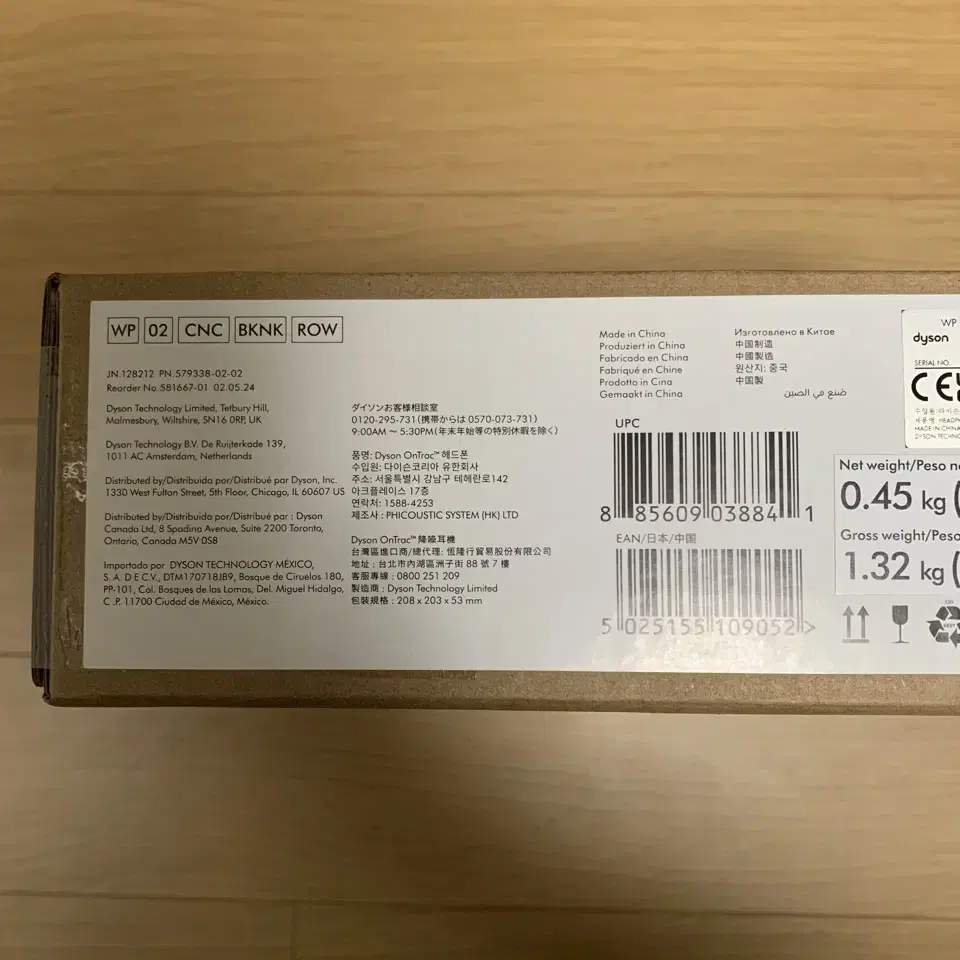 WP 02 CNC BKNK ROW
JN.128212 PN.579338-02-02
Reorder No.581667-01 02.05.24
Dyson Technology Limited, Tetbury Hill,
Malmesbury, Wiltshire, SN16 0RP, UK
Dyson Technology B.V. De Ruijterkade 139,
1011 AC Amsterdam, Netherlands
Distributed by/Distribuida por/Distribué par Dyson, Inc.
1330 West Fulton Street, 5th Floor, Chicago, IL 60607 US
Distributed by/Distribuida por/Distribué par : Dyson
Canada Ltd, 8 Spadina Avenue, Suite 2200 Toronto,
Ontario, Canada M5V 0S8
Importado por : DYSON TECHNOLOGY MÉXICO,
S. A. D E C.V., DTM170718JB9, Bosque de Ciruelos 180,
PP-101, Col. Bosques de las Lomas, Del. Miguel Hidalgo,
C .P. 11700 Ciudad de México, México.
ダイソンお客様相談室
0120-295-731(携帯からは 0570-073-731)
9:00AM ~ 5:30PM(年末年始等の特別休暇を除く)
品명: Dyson OnTrac™ 헤드폰
수입원: 다이슨코리아 유한회사
주소: 서울특별시 강남구 테헤란로142
아크플레이스 17층
연락처: 1588-4253
제조사 : PHICOUSTIC SYSTEM (HK) LTD
Dyson OnTrac™ 降噪耳機
台灣區進口商/總代理: 恆隆行貿易股份有限公司
地址 : 台北市內湖區洲子街 88 號 7 樓
客服專線 : 0800 251 209
製造商 : Dyson Technology Limited
包裝規格 : 208 x 203 x 53 mm
Made in China
Produziert in China
Fabricado en China
Fabriqué en Chine
Prodotto in Cina
Gemaakt in China
Изготовлено в Китае
中国制造
中國製造
원산지: 중국
中国製
صنع في الصين
UPC
8 85609 03884 1
EAN/日本/中国
5 025155 109052 >
WP
dyson
SERIAL NO.
CE
MADE IN CHINA
Net weight/Peso
0.45 kg (
Gross weight/Peso
1.32 kg (